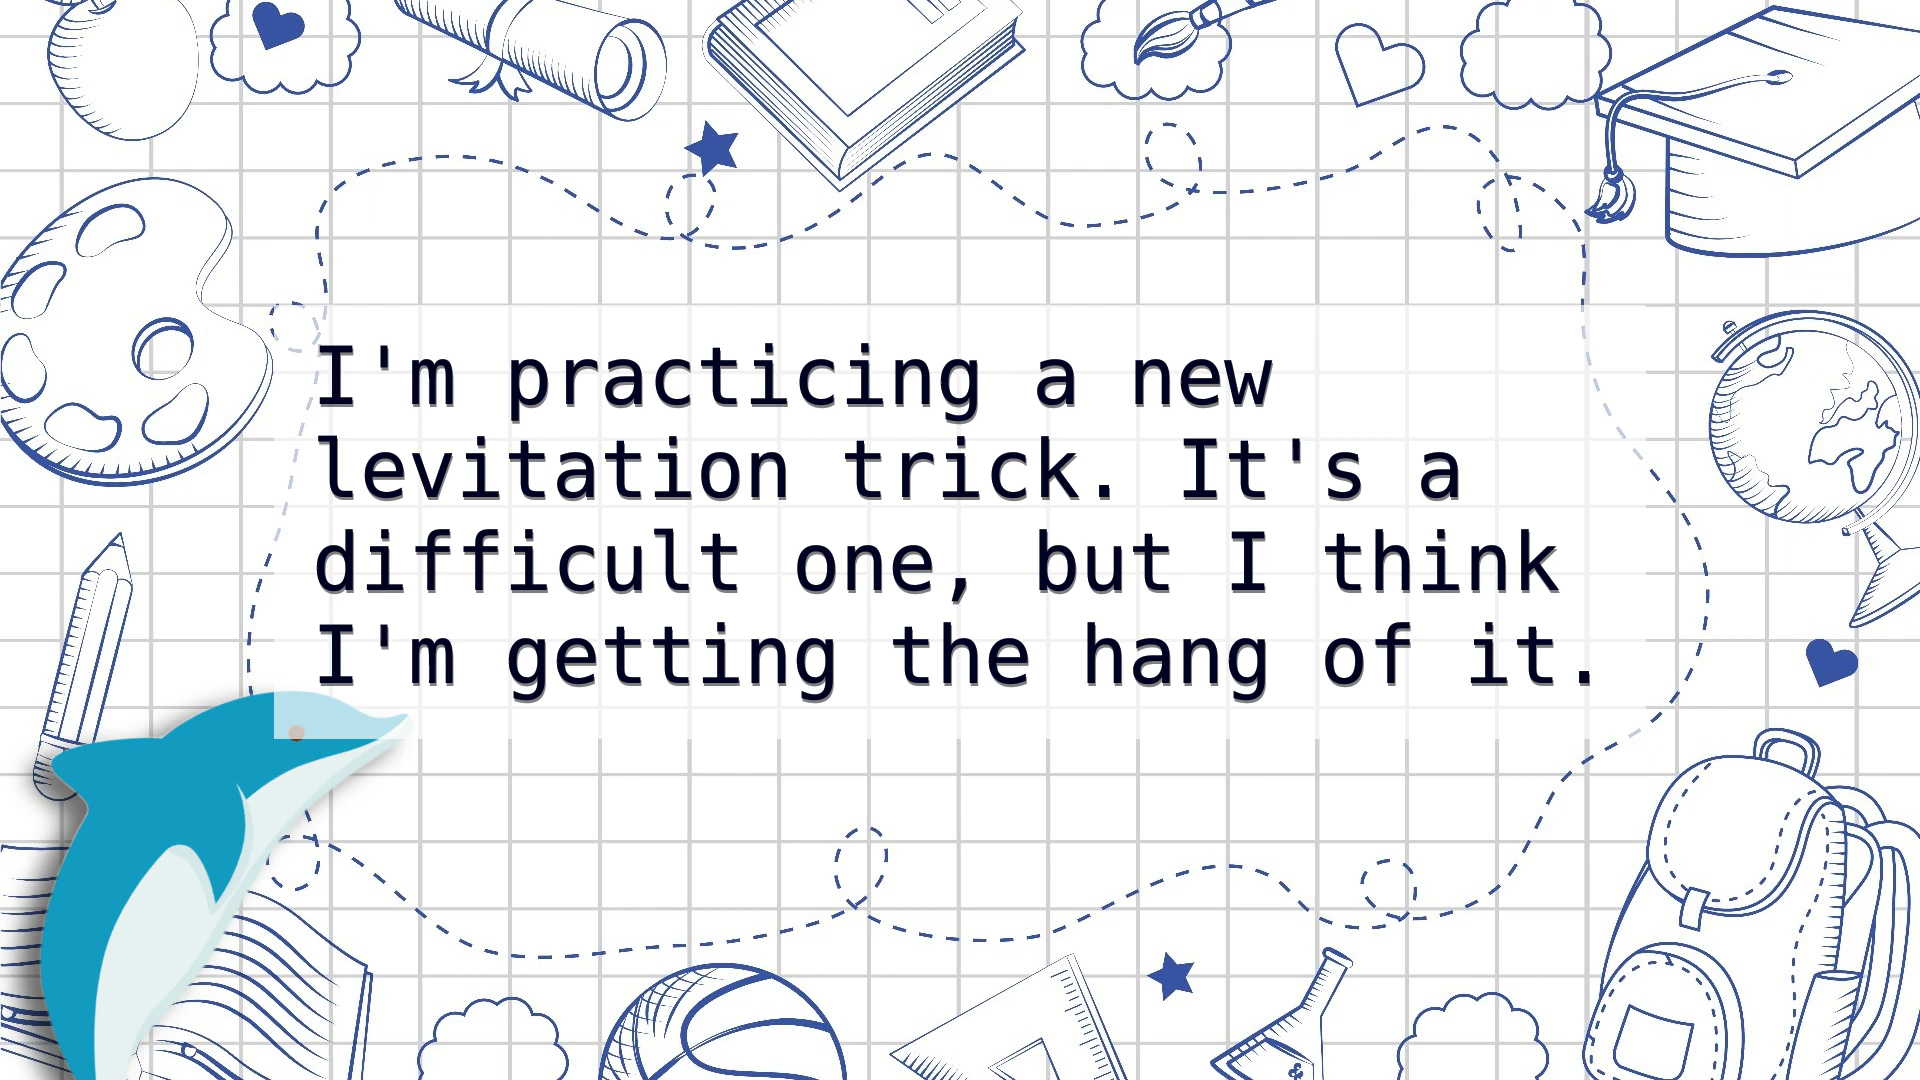 I'm practicing a new
levitation trick. It's a
difficult one, but I think
I'm getting the hang of it.